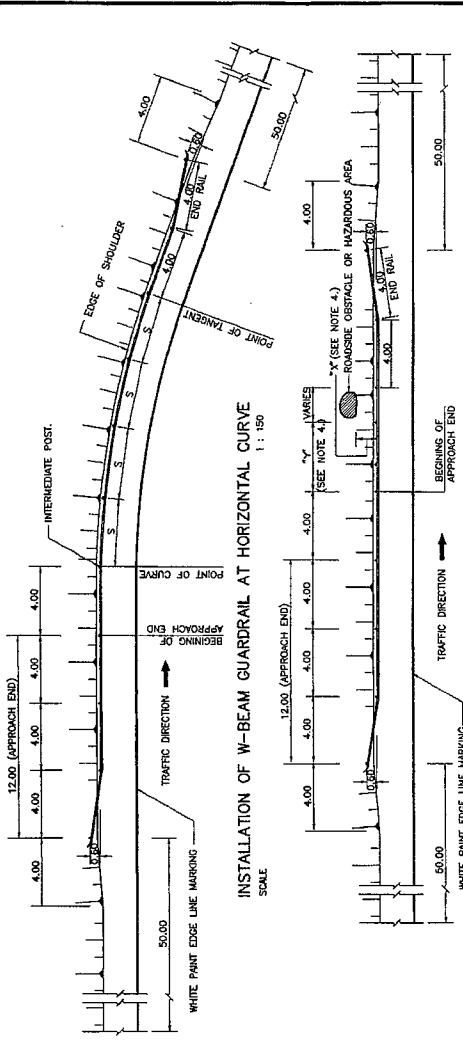 4.00
0.60
4.00
END RAIL
50.00
4.00
EDGE OF SHOULDER
POINT OF TANGENT
S
S
S
INTERMEDIATE POST.
POINT OF CURVE
BEGINING OF
APPROACH END
4.00
4.00
12.00 (APPROACH END)
4.00
4.00
4.00
0.60
TRAFFIC DIRECTION
WHITE PAINT EDGE LINE MARKING
50.00
INSTALLATION OF W-BEAM GUARDRAIL AT HORIZONTAL CURVE
SCALE 1 : 150
50.00
4.00
0.60
4.00
END RAIL
4.00
ROADSIDE OBSTACLE OR HAZARDOUS AREA
"X" (SEE NOTE 4.)
"Y" VARIES
(SEE NOTE 4.)
4.00
BEGINING OF
APPROACH END
12.00 (APPROACH END)
4.00
4.00
4.00
0.60
TRAFFIC DIRECTION
50.00
WHITE PAINT EDGE LINE MARKING